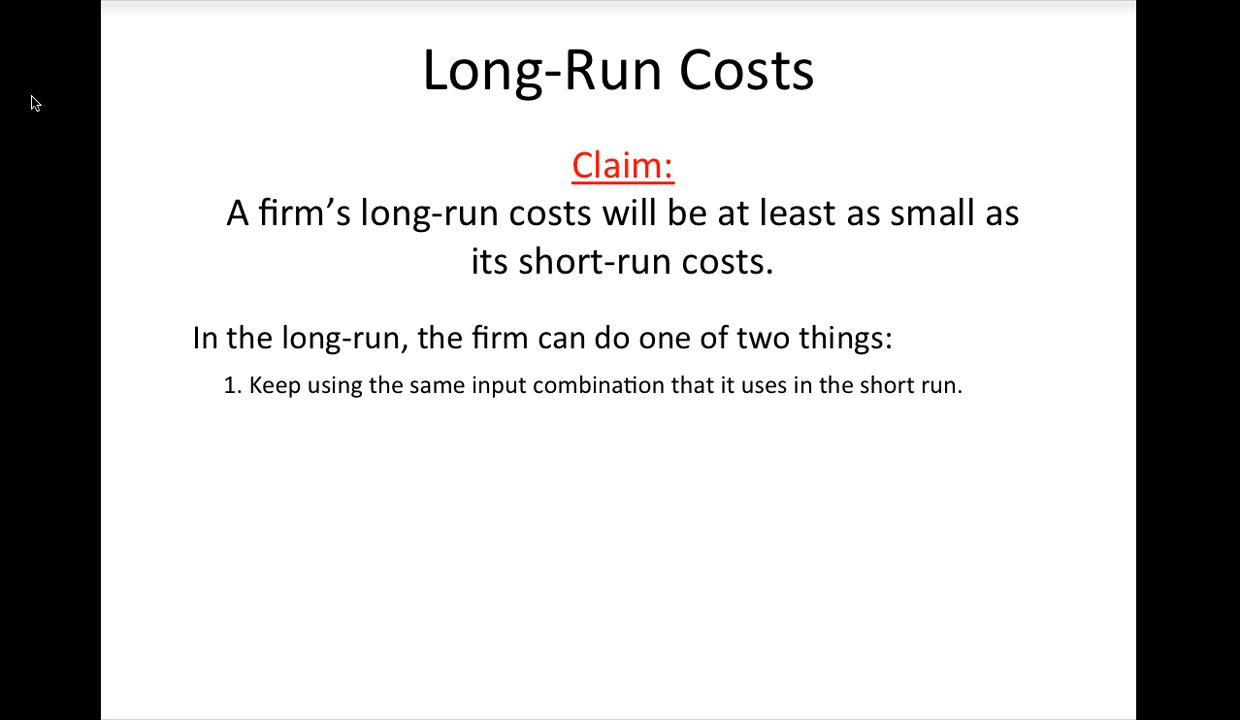 Long-Run Costs
Claim:
A firm’s long-run costs will be at least as small as
its short-run costs.
In the long-run, the firm can do one of two things:
1. Keep using the same input combination that it uses in the short run.